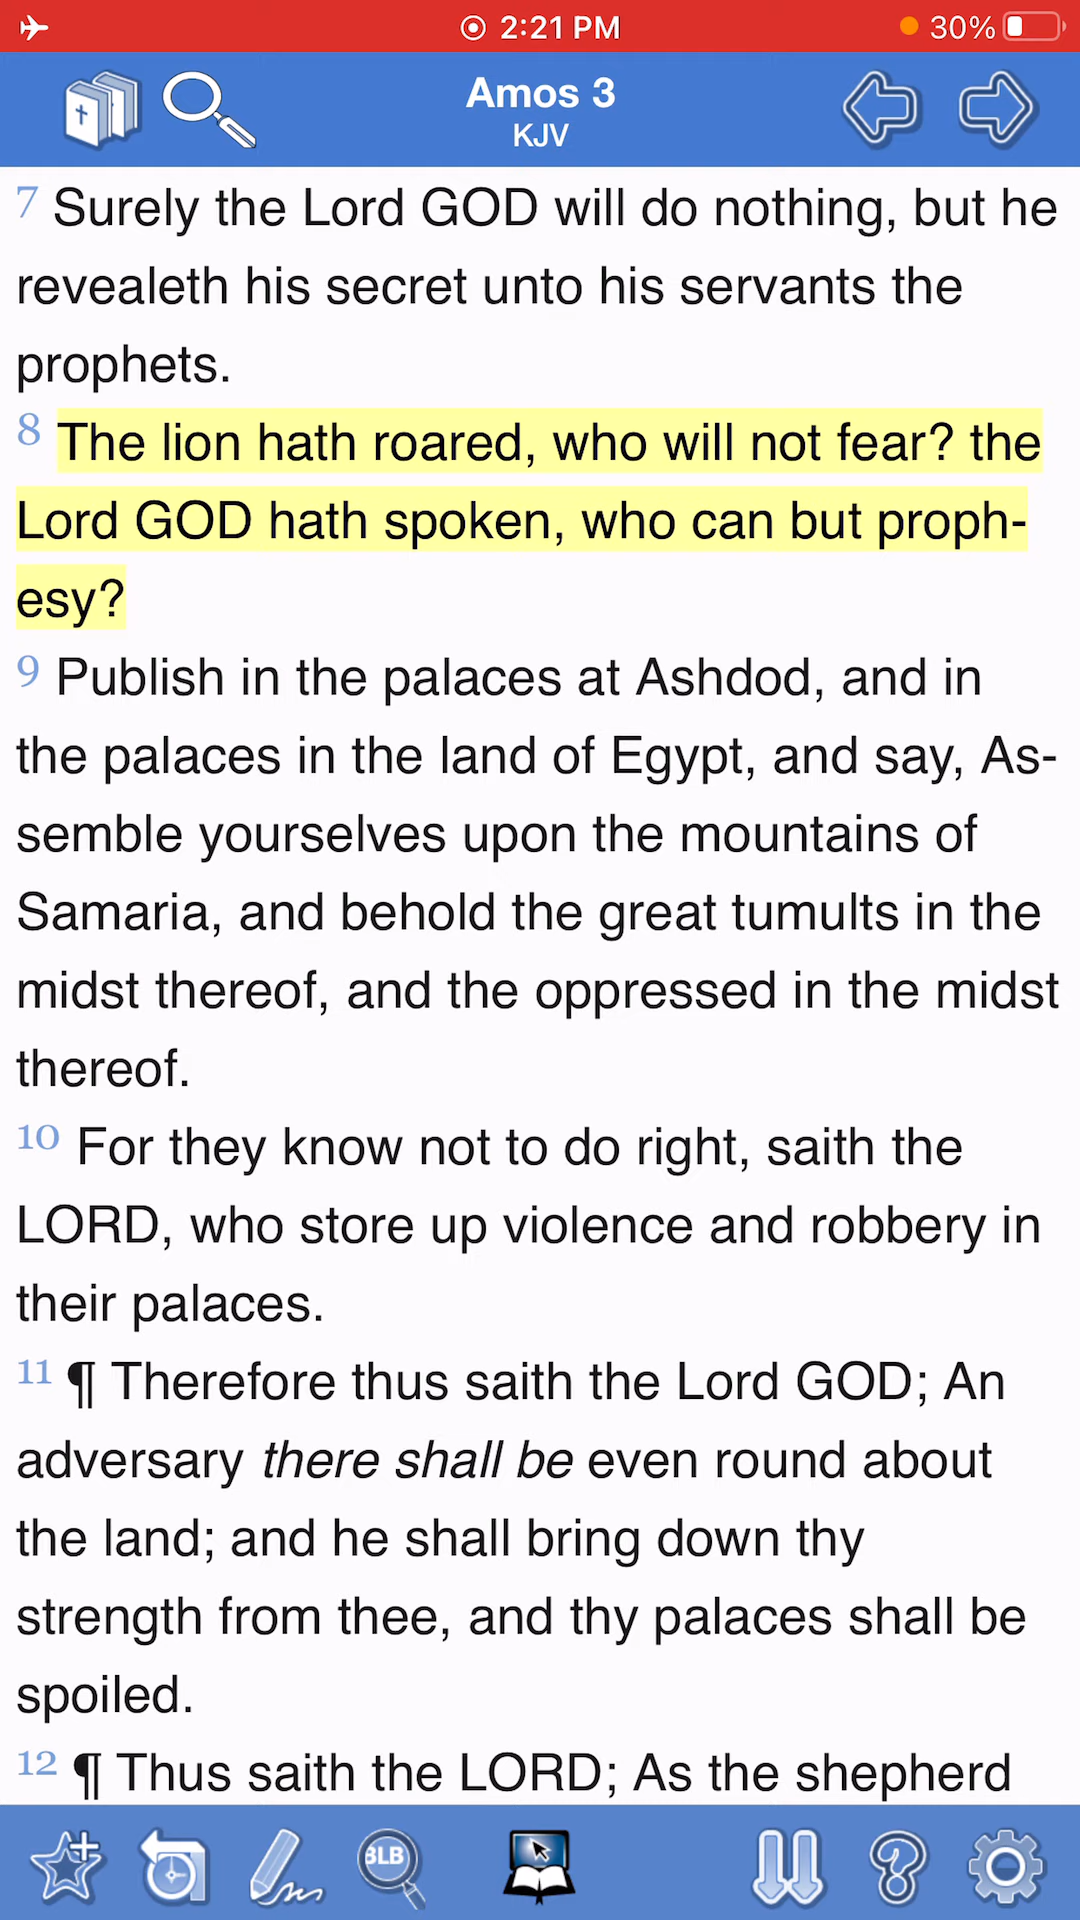 2:21 PM
30%
Amos 3
KJV
7 Surely the Lord GOD will do nothing, but he
revealeth his secret unto his servants the
prophets.
8 The lion hath roared, who will not fear? the
Lord GOD hath spoken, who can but proph-
esy?
9 Publish in the palaces at Ashdod, and in
the palaces in the land of Egypt, and say, As-
semble yourselves upon the mountains of
Samaria, and behold the great tumults in the
midst thereof, and the oppressed in the midst
thereof.
10 For they know not to do right, saith the
LORD, who store up violence and robbery in
their palaces.
11 ¶ Therefore thus saith the Lord GOD; An
adversary there shall be even round about
the land; and he shall bring down thy
strength from thee, and thy palaces shall be
spoiled.
12 ¶ Thus saith the LORD; As the shepherd
BLB